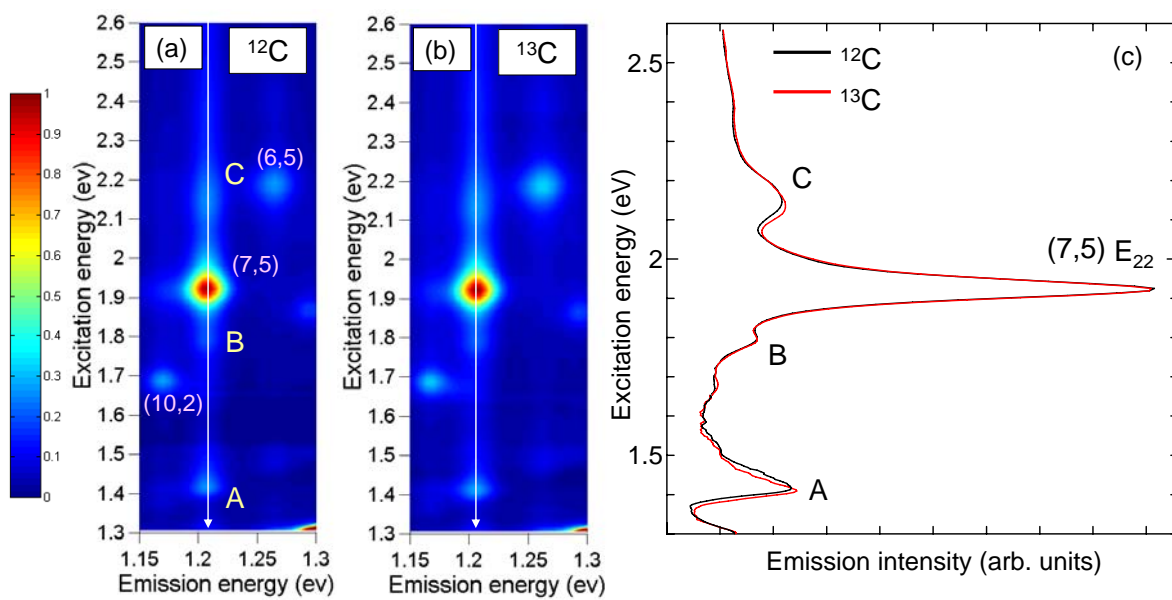 (a)
¹²C
2.6
2.5
2.4
2.3
2.2
2.1
2
1.9
1.8
1.7
1.6
1.5
1.4
1.3
1.15
1.2
1.25
1.3
Excitation energy (ev)
Emission energy (ev)
C
(6,5)
(7,5)
B
(10,2)
A
1
0.9
0.8
0.7
0.6
0.5
0.4
0.3
0.2
0.1
0
(b)
¹³C
2.6
2.5
2.4
2.3
2.2
2.1
2
1.9
1.8
1.7
1.6
1.5
1.4
1.3
1.15
1.2
1.25
1.3
Excitation energy (ev)
Emission energy (ev)
(c)
¹²C
¹³C
2.5
2
1.5
Excitation energy (eV)
C
(7,5) E₂₂
B
A
Emission intensity (arb. units)